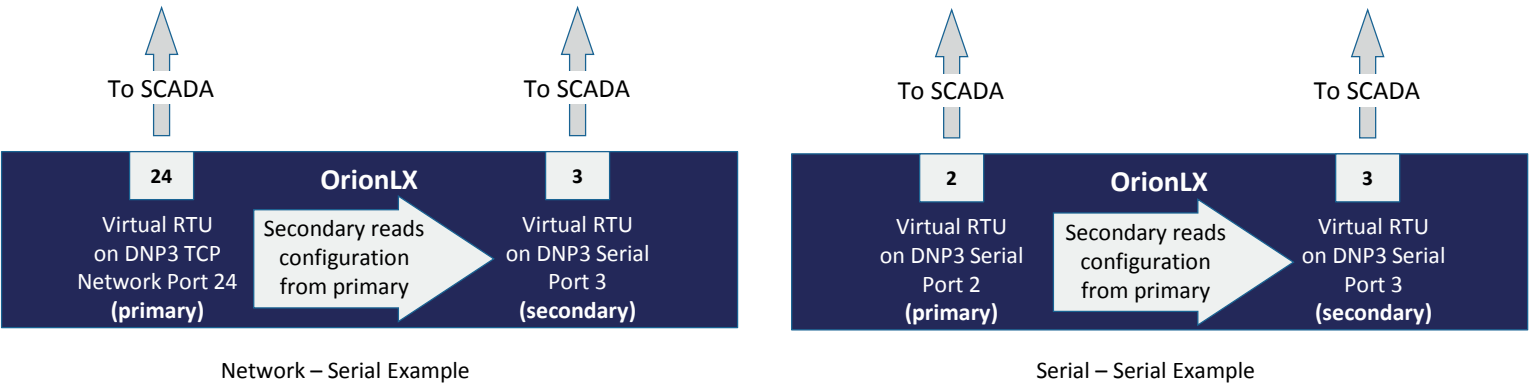 To SCADA
To SCADA
24
OrionLX
3
Virtual RTU
on DNP3 TCP
Network Port 24
(primary)
Secondary reads
configuration
from primary
Virtual RTU
on DNP3 Serial
Port 3
(secondary)
Network – Serial Example
To SCADA
To SCADA
2
OrionLX
3
Virtual RTU
on DNP3 Serial
Port 2
(primary)
Secondary reads
configuration
from primary
Virtual RTU
on DNP3 Serial
Port 3
(secondary)
Serial – Serial Example